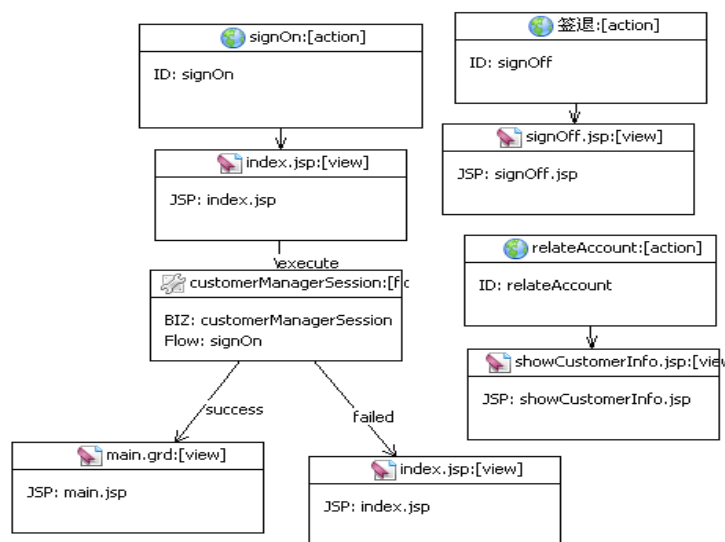 signOn:[action]
ID: signOn
签退:[action]
ID: signOff
signOff.jsp:[view]
JSP: signOff.jsp
index.jsp:[view]
JSP: index.jsp
execute
customerManagerSession:[flc
BIZ: customerManagerSession
Flow: signOn
relateAccount:[action]
ID: relateAccount
showCustomerInfo.jsp:[view
JSP: showCustomerInfo.jsp
success
failed
main.grd:[view]
JSP: main.jsp
index.jsp:[view]
JSP: index.jsp